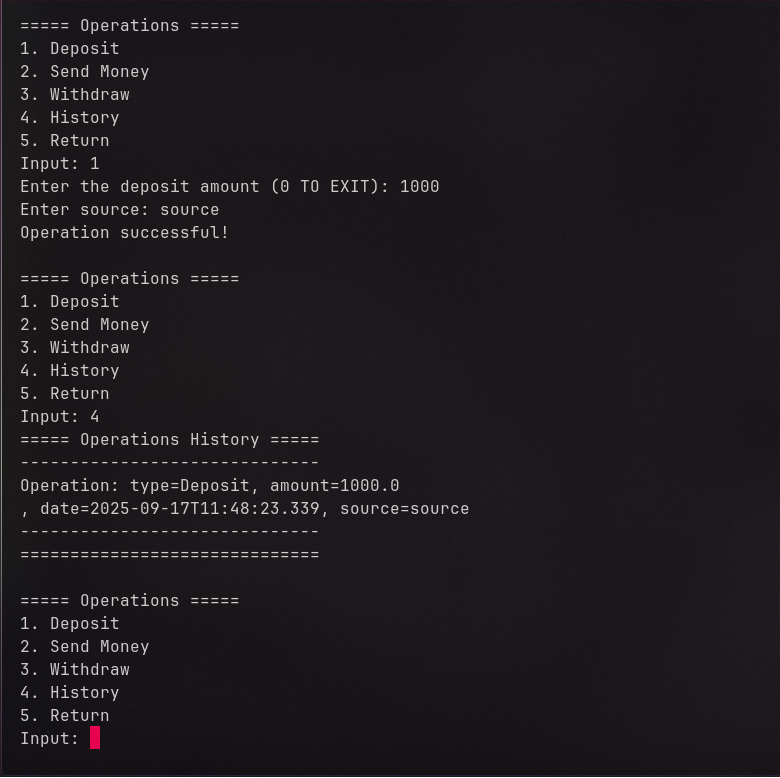 ===== Operations =====
1. Deposit
2. Send Money
3. Withdraw
4. History
5. Return
Input: 1
Enter the deposit amount (0 TO EXIT): 1000
Enter source: source
Operation successful!

===== Operations =====
1. Deposit
2. Send Money
3. Withdraw
4. History
5. Return
Input: 4
===== Operations History =====
------------------------------
Operation: type=Deposit, amount=1000.0
, date=2025-09-17T11:48:23.339, source=source
------------------------------
==============================

===== Operations =====
1. Deposit
2. Send Money
3. Withdraw
4. History
5. Return
Input: